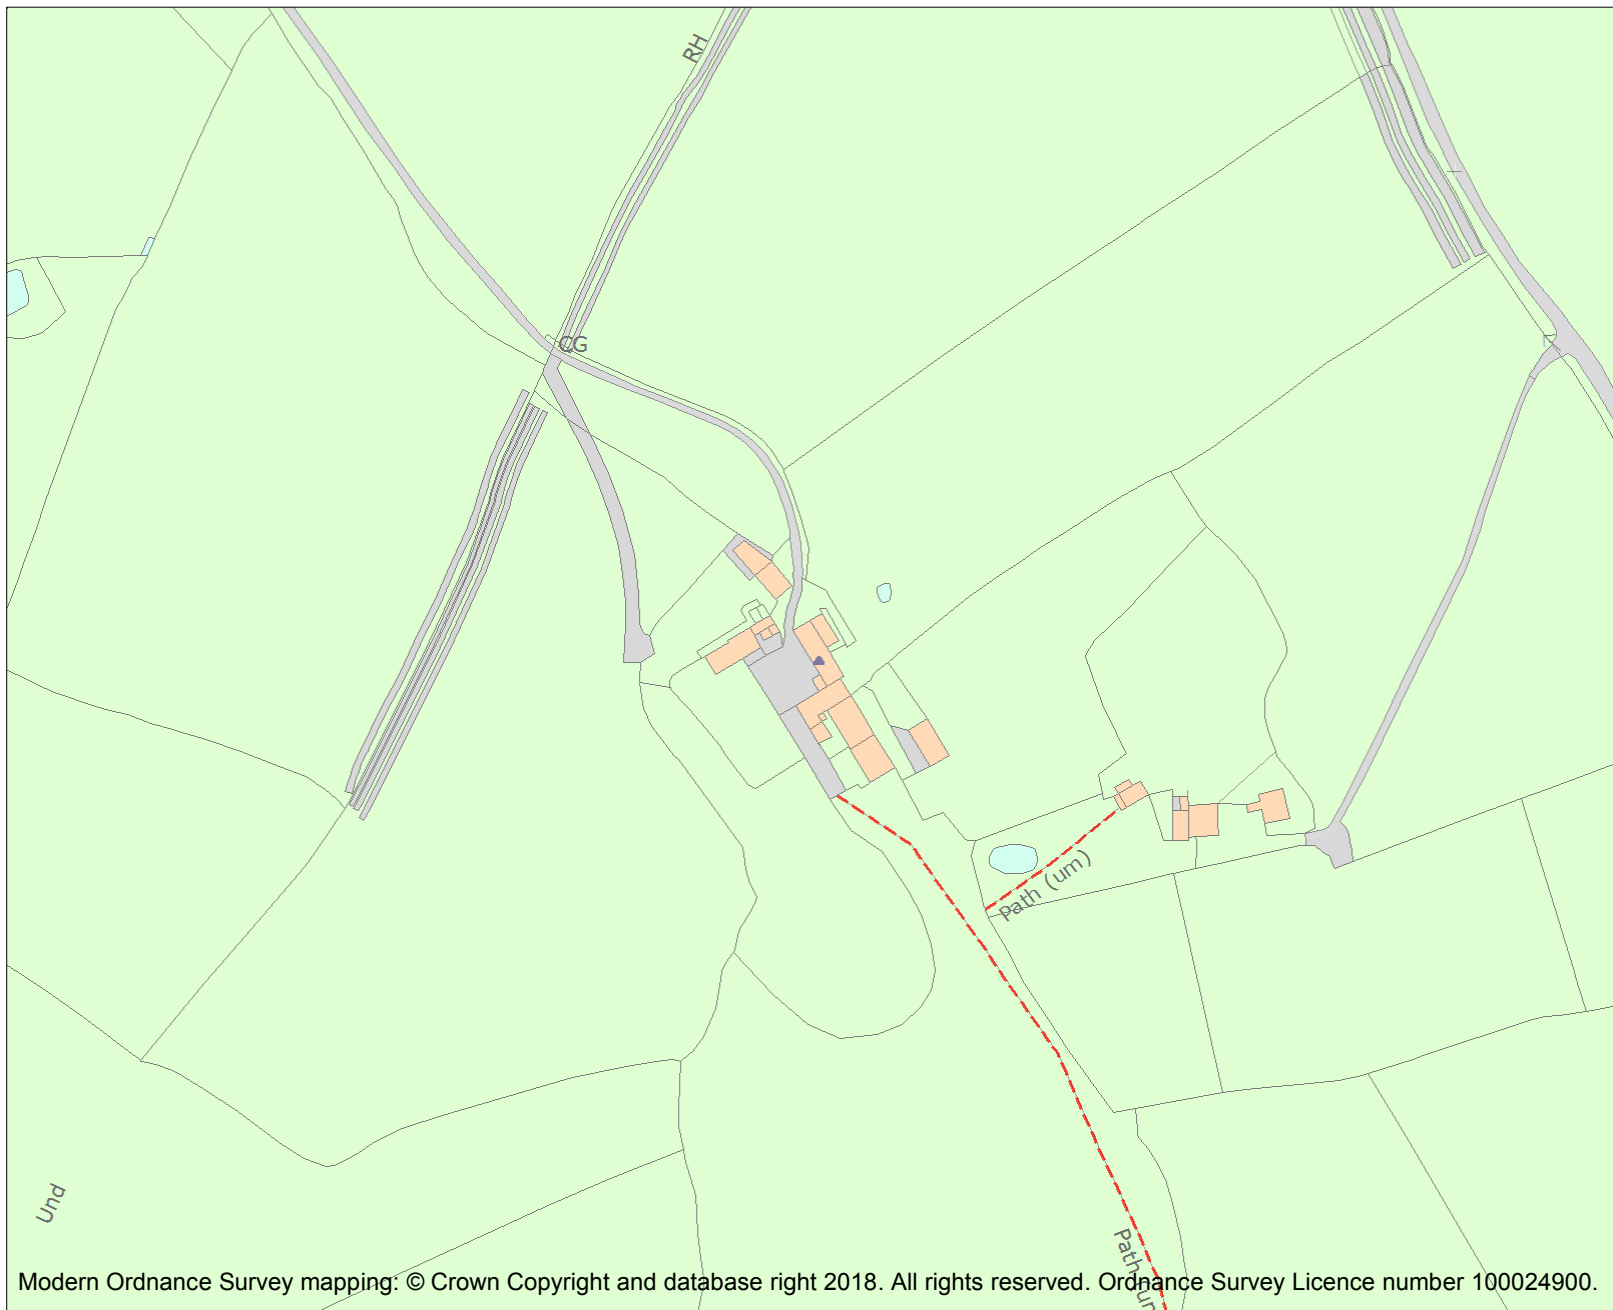 RH
CG
Path (um)
Und
Path (un
Modern Ordnance Survey mapping: © Crown Copyright and database right 2018. All rights reserved. Ordnance Survey Licence number 100024900.